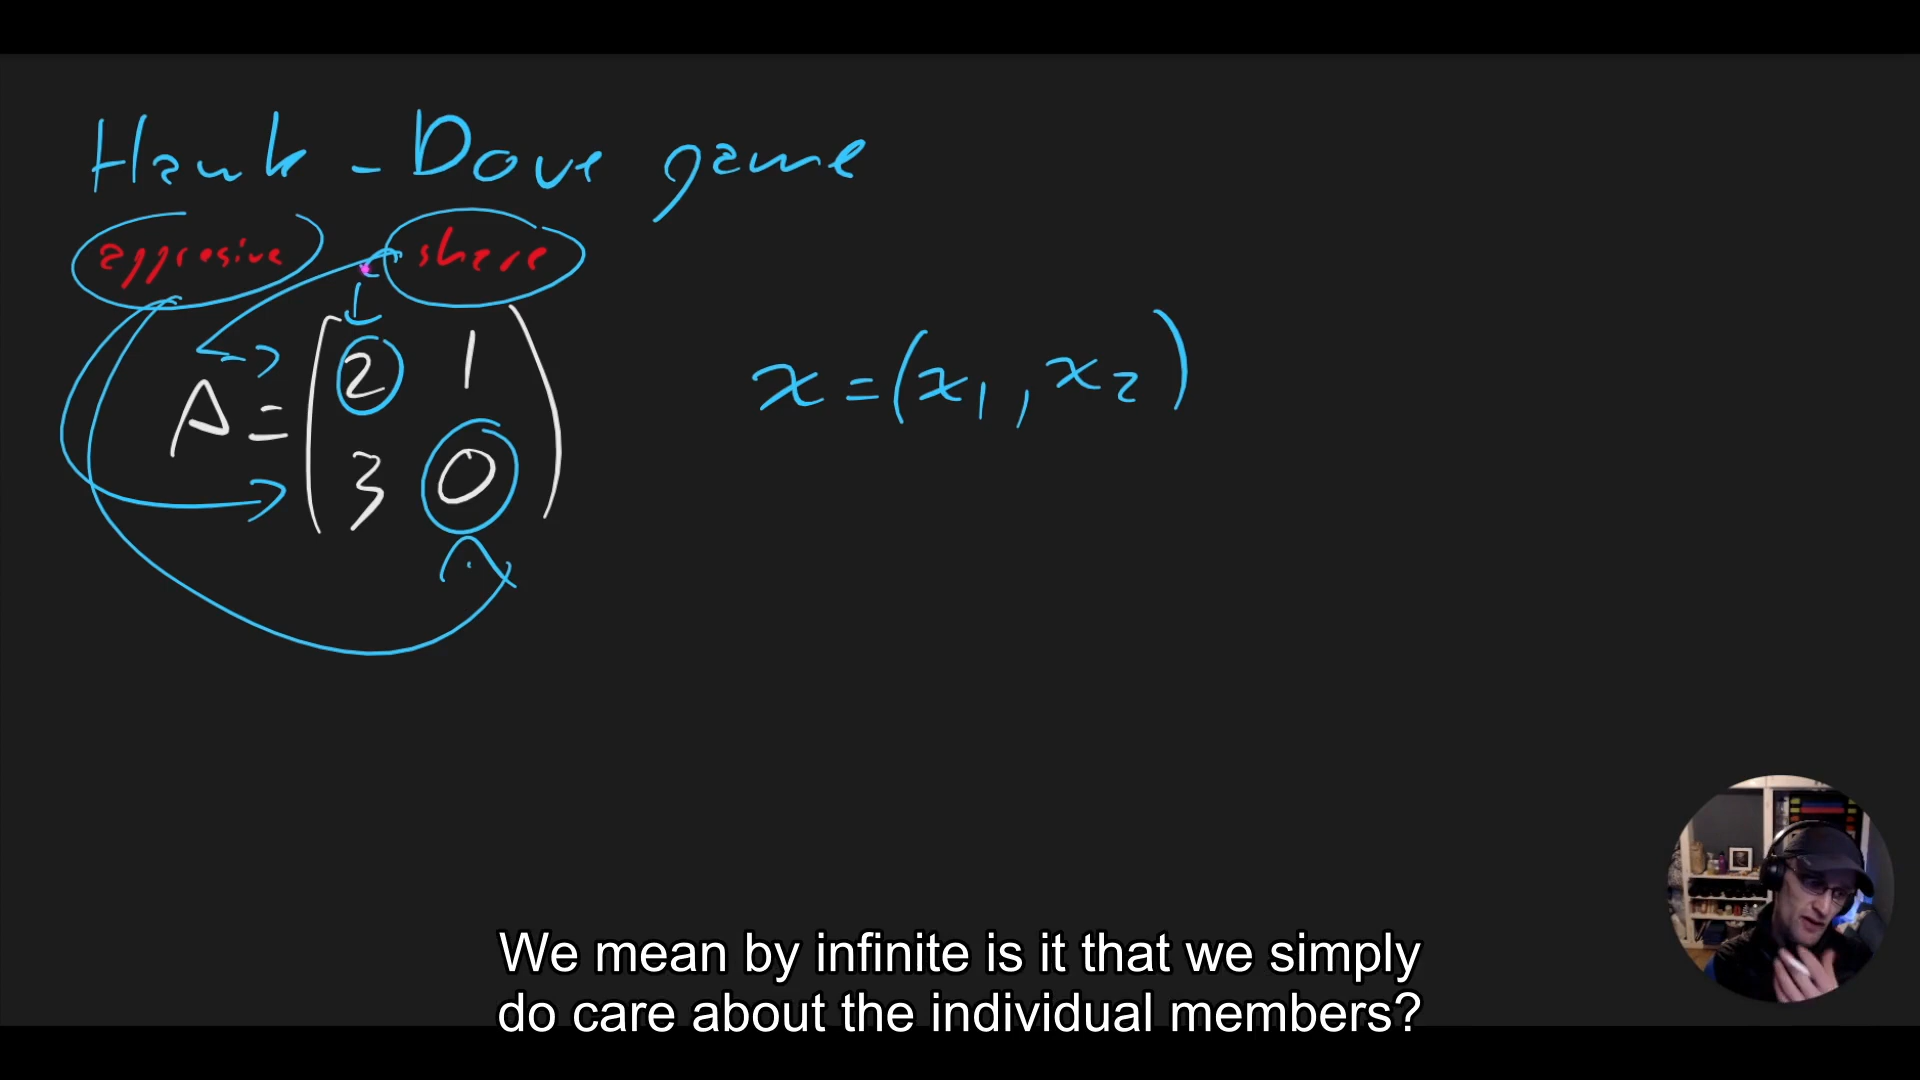 Hawk - Dove game
aggresive share
A = (2 1
3 0)
x = (x1, x2)
We mean by infinite is it that we simply
do care about the individual members?